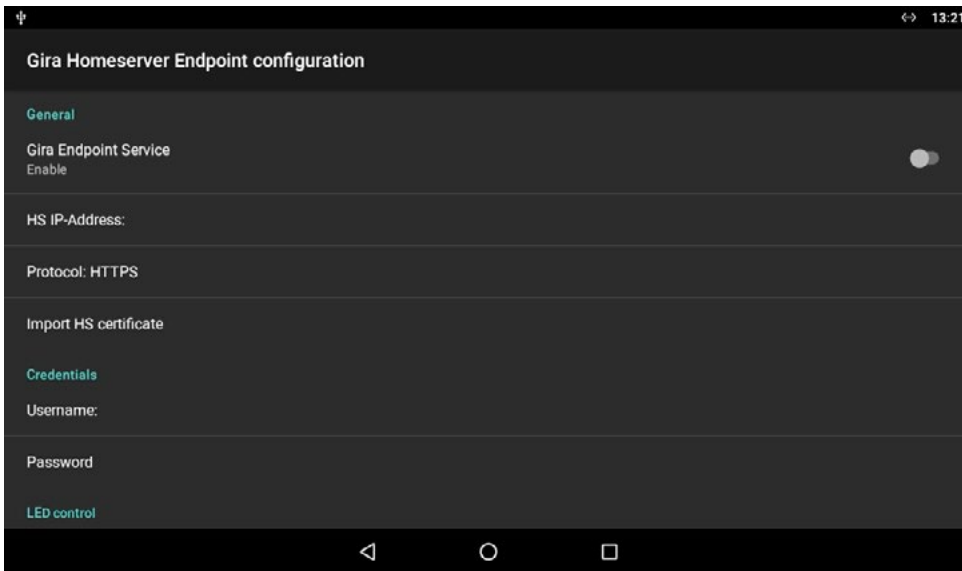 13:21
Gira Homeserver Endpoint configuration
General
Gira Endpoint Service
Enable
HS IP-Address:
Protocol: HTTPS
Import HS certificate
Credentials
Username:
Password
LED control